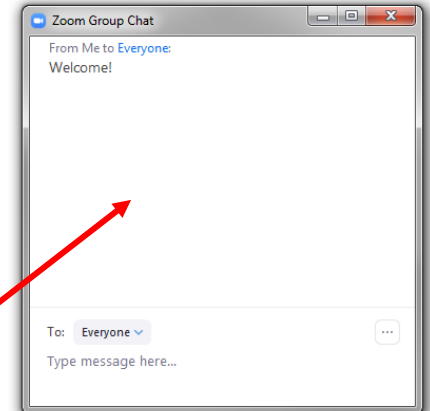 Zoom Group Chat
From Me to Everyone:
Welcome!
To: Everyone
Type message here...